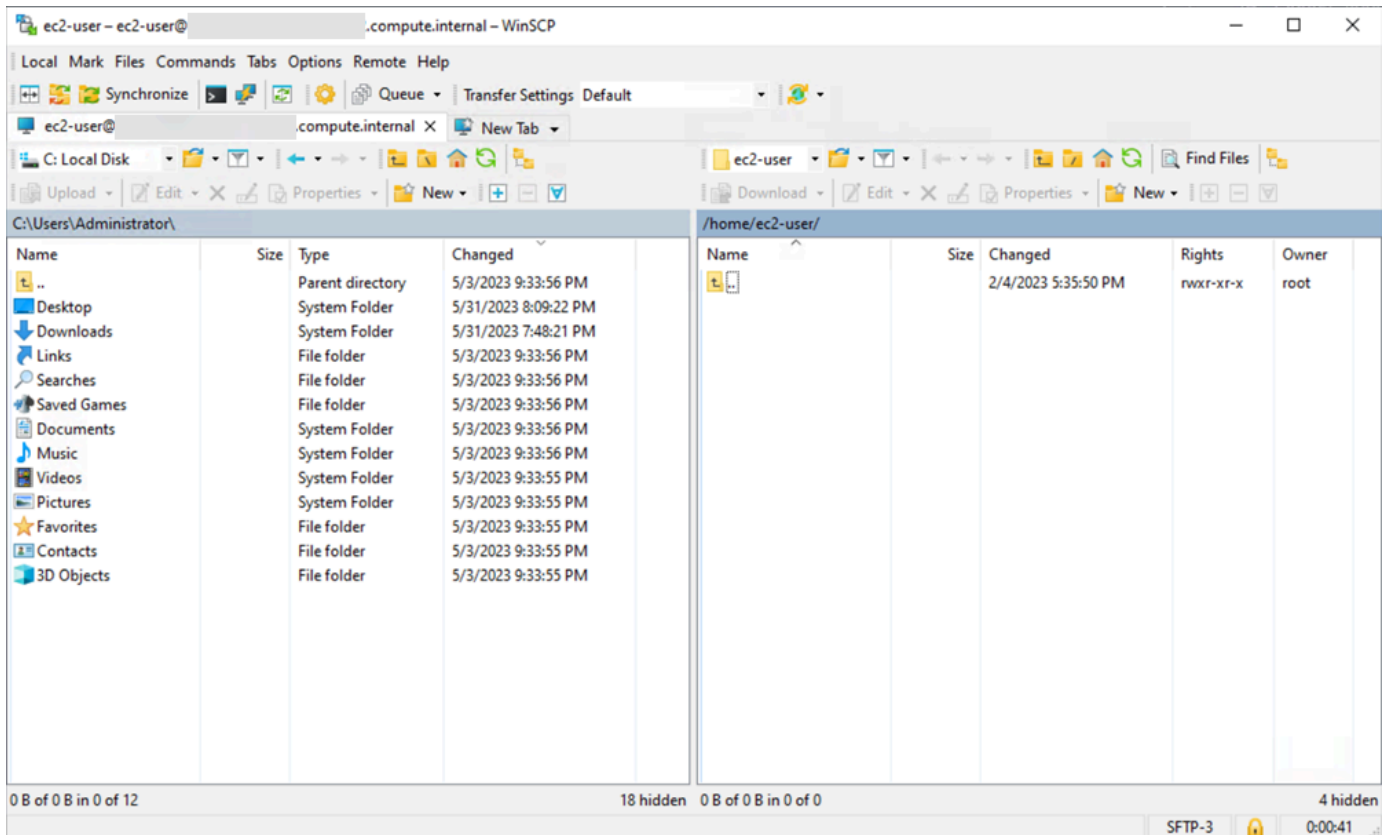 ec2-user – ec2-user@ .compute.internal – WinSCP
Local Mark Files Commands Tabs Options Remote Help
Synchronize Queue Transfer Settings Default
ec2-user@ .compute.internal New Tab
C: Local Disk
Upload Edit Properties New
C:\Users\Administrator\
Name Size Type Changed
.. Parent directory 5/3/2023 9:33:56 PM
Desktop System Folder 5/31/2023 8:09:22 PM
Downloads System Folder 5/31/2023 7:48:21 PM
Links File folder 5/3/2023 9:33:56 PM
Searches File folder 5/3/2023 9:33:56 PM
Saved Games File folder 5/3/2023 9:33:56 PM
Documents System Folder 5/3/2023 9:33:56 PM
Music System Folder 5/3/2023 9:33:56 PM
Videos System Folder 5/3/2023 9:33:55 PM
Pictures System Folder 5/3/2023 9:33:55 PM
Favorites File folder 5/3/2023 9:33:55 PM
Contacts File folder 5/3/2023 9:33:55 PM
3D Objects File folder 5/3/2023 9:33:55 PM
0 B of 0 B in 0 of 12 18 hidden
ec2-user Find Files
Download Edit Properties New
/home/ec2-user/
Name Size Changed Rights Owner
.. 2/4/2023 5:35:50 PM rwxr-xr-x root
0 B of 0 B in 0 of 0 4 hidden
SFTP-3 0:00:41